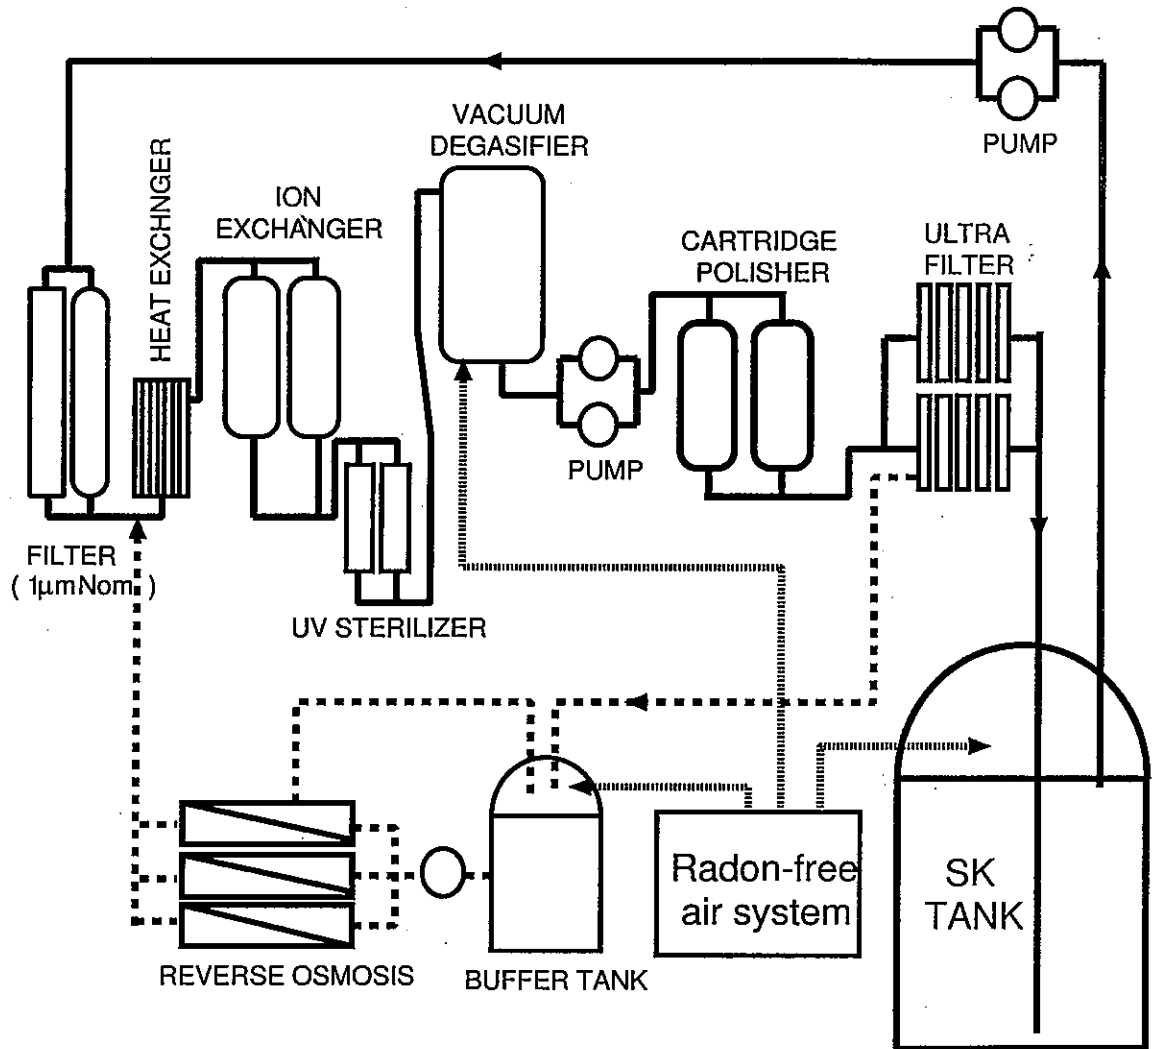 PUMP
VACUUM
DEGASIFIER
HEAT EXCHNGER
ION
EXCHANGER
CARTRIDGE
POLISHER
ULTRA
FILTER
PUMP
FILTER
( 1μmNom. )
UV STERILIZER
Radon-free
air system
SK
TANK
REVERSE OSMOSIS
BUFFER TANK